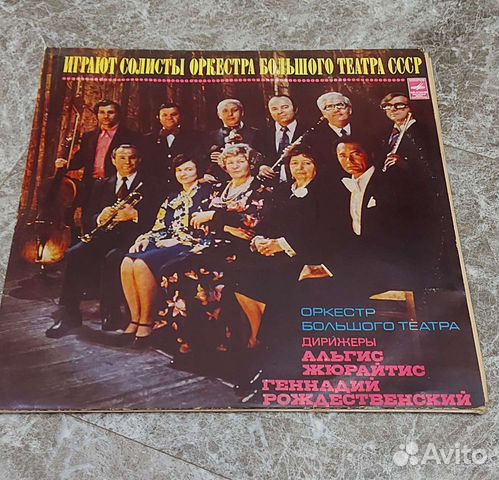 ИГРАЮТ СОЛИСТЫ ОРКЕСТРА БОЛЬШОГО ТЕАТРА СССР
ОРКЕСТР
БОЛЬШОГО ТЕАТРА
ДИРИЖЕРЫ
АЛЬГИС
ЖЮРАЙТИС
ГЕННАДИЙ
РОЖДЕСТВЕНСКИЙ
Avito